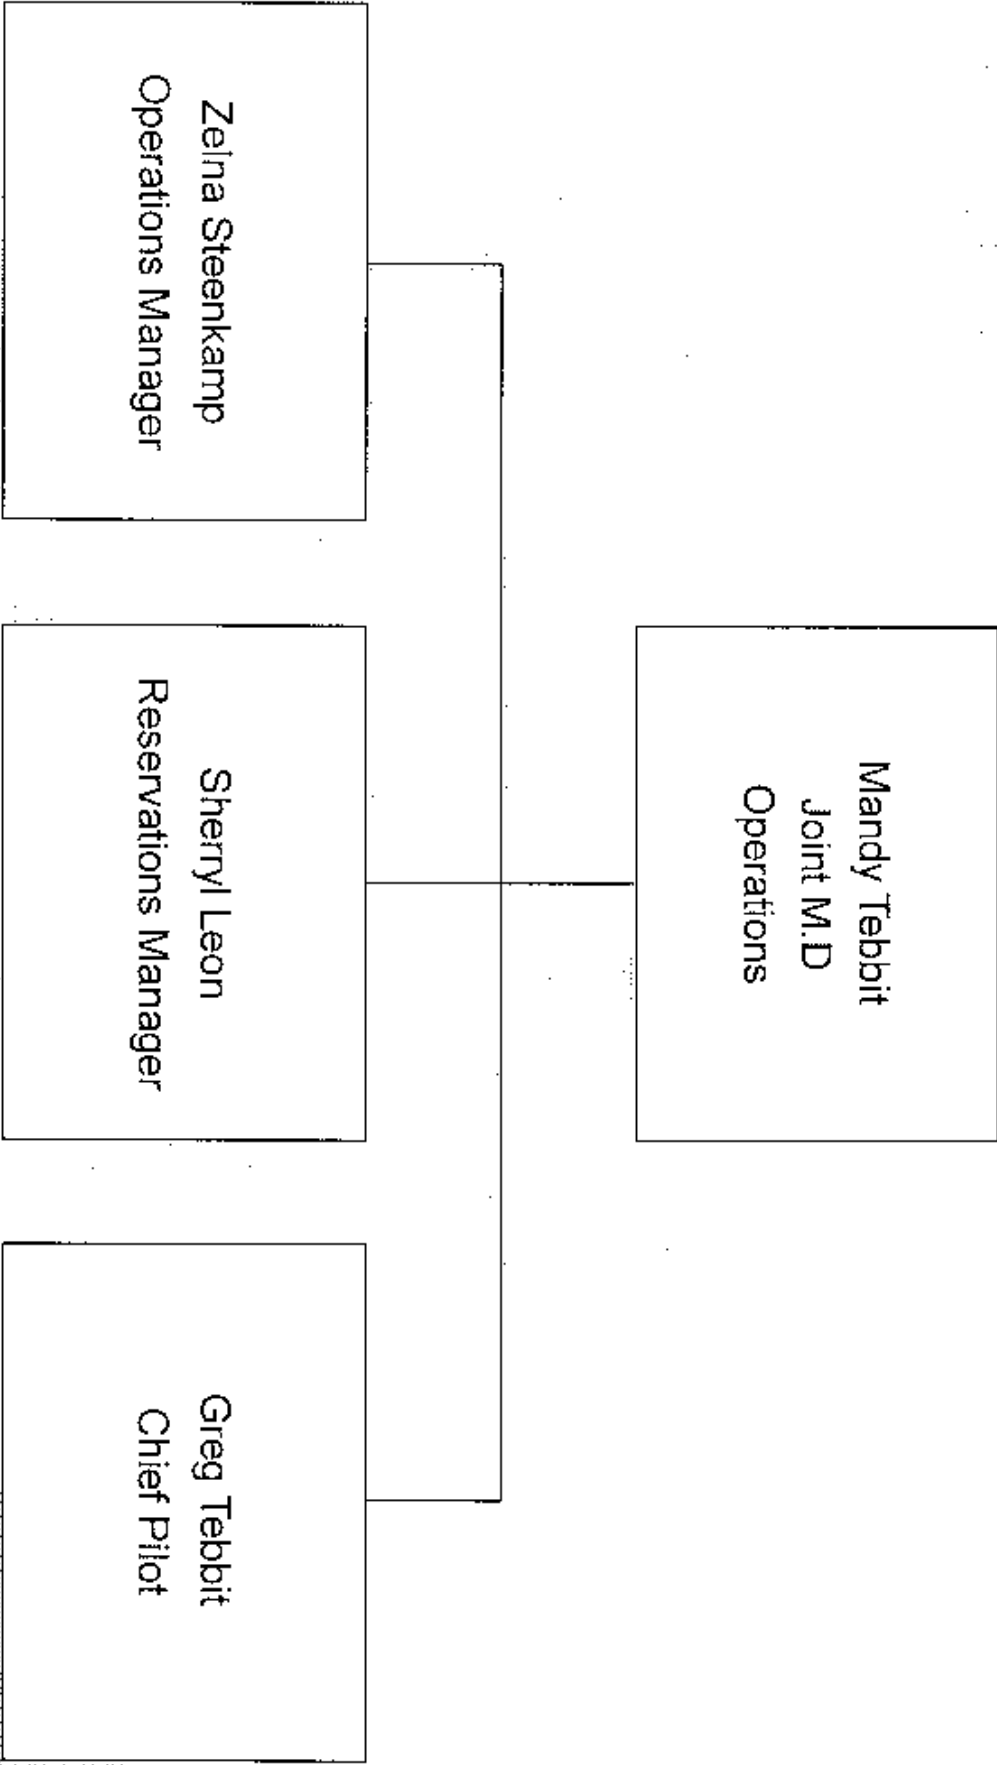 Mandy Tebbit
Joint M.D
Operations
Zelna Steenkamp
Operations Manager
Sherryl Leon
Reservations Manager
Greg Tebbit
Chief Pilot